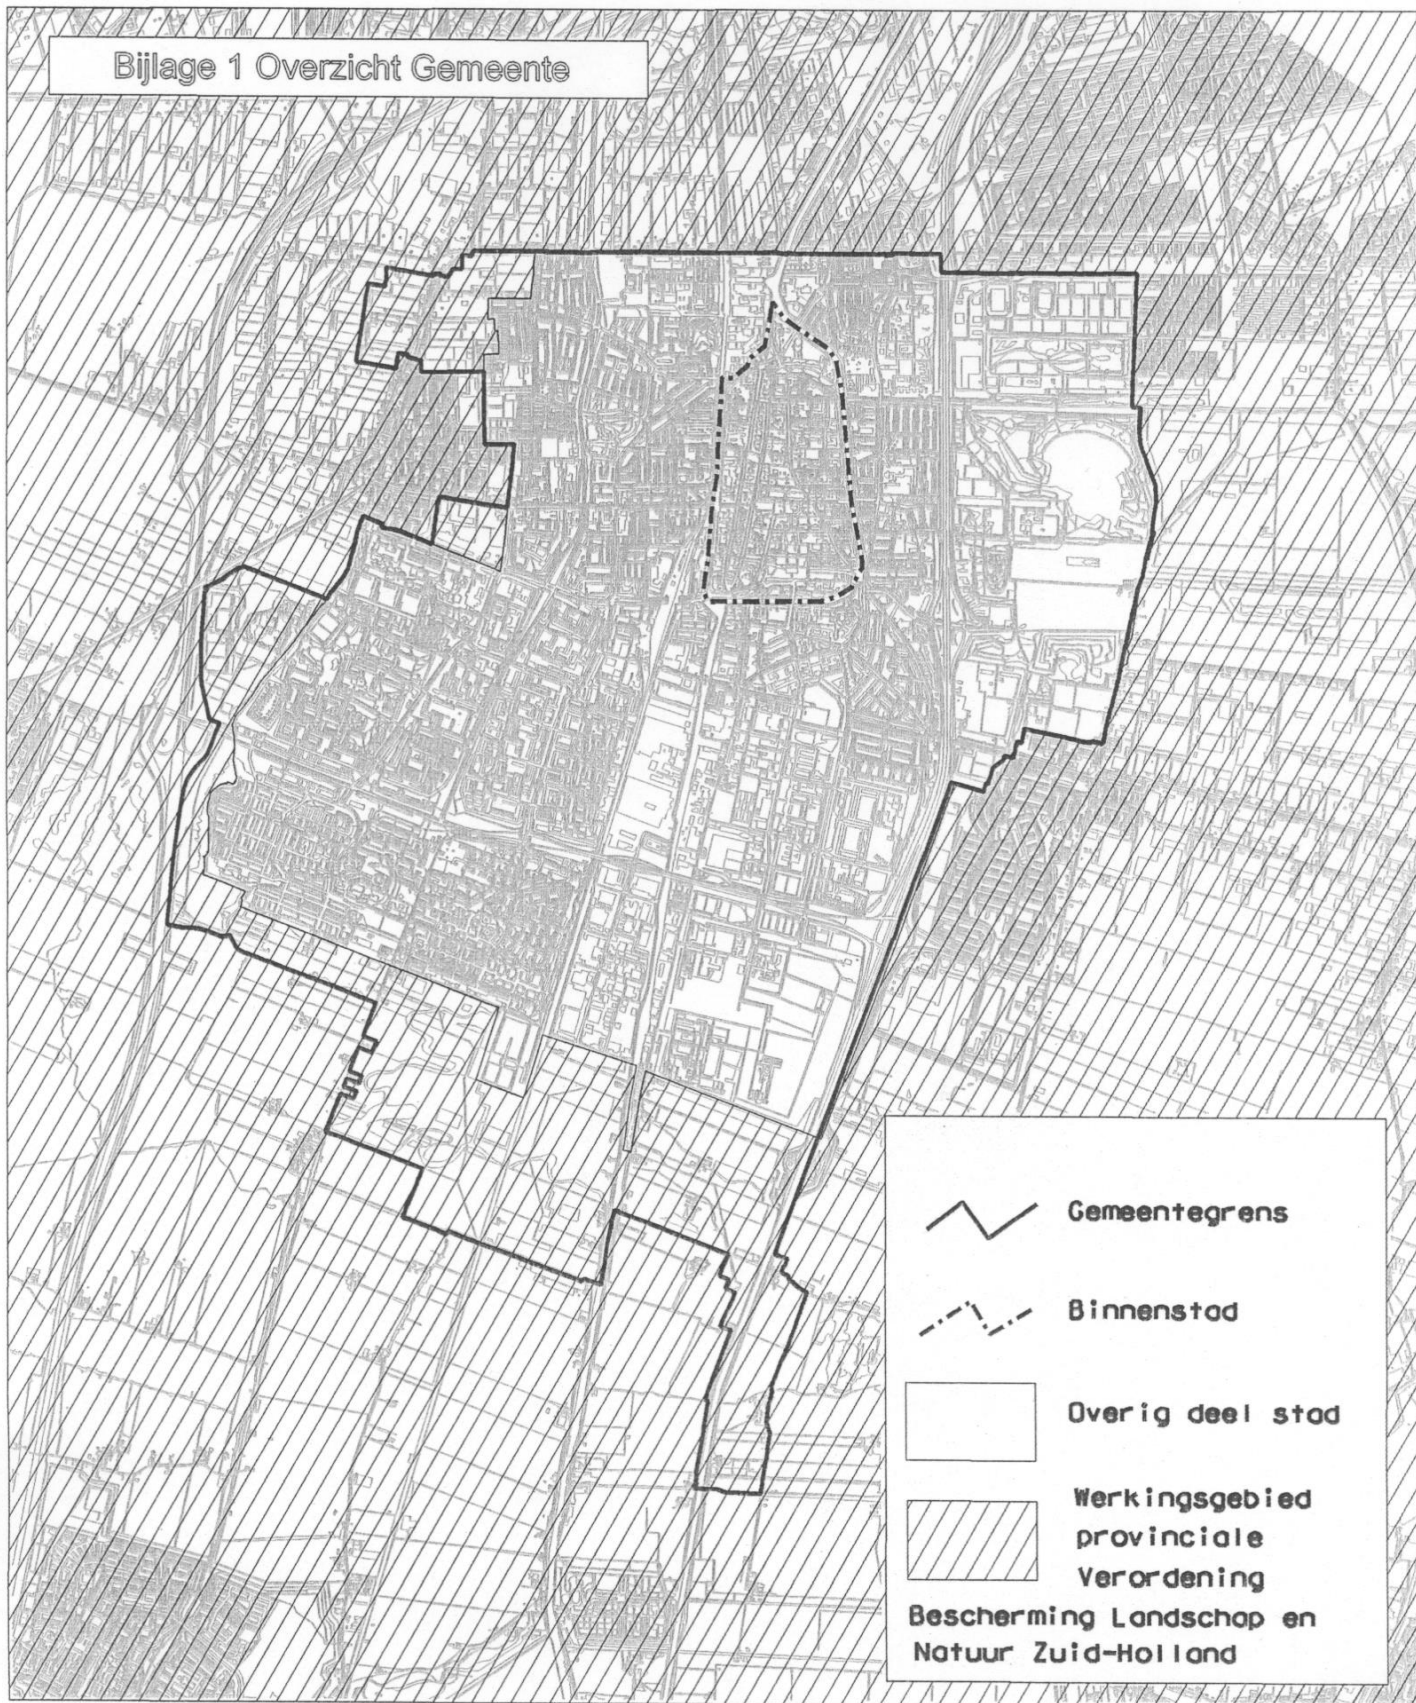 Bijlage 1 Overzicht Gemeente
Gemeentegrens
Binnenstad
Overig deel stad
Werkingsgebied
provinciale
Verordening
Bescherming Landschap en
Natuur Zuid-Holland